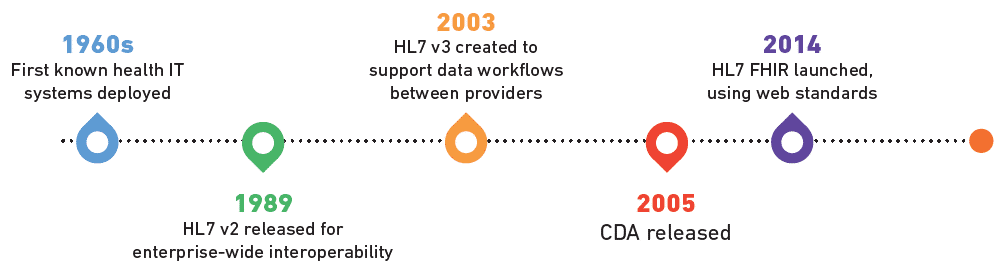 1960s
First known health IT
systems deployed
1989
HL7 v2 released for
enterprise-wide interoperability
2003
HL7 v3 created to
support data workflows
between providers
2005
CDA released
2014
HL7 FHIR launched,
using web standards